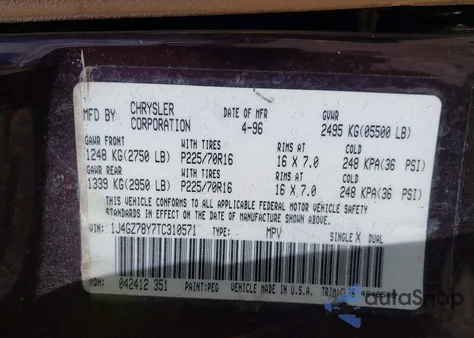 MFD BY CHRYSLER CORPORATION DATE OF MFR 4-96 GVWR 2495 KG(05500 LB)
GAWR FRONT WITH TIRES RIMS AT COLD
1248 KG(2750 LB) P225/70R16 16 X 7.0 248 KPA(36 PSI)
GAWR REAR WITH TIRES RIMS AT COLD
1339 KG(2950 LB) P225/70R16 16 X 7.0 248 KPA(36 PSI)
THIS VEHICLE CONFORMS TO ALL APPLICABLE FEDERAL MOTOR VEHICLE SAFETY
STANDARDS IN EFFECT ON THE DATE OF MANUFACTURE SHOWN ABOVE
VIN: 1J4GZ78Y7TC310571 TYPE: MPV SINGLE X DUAL
MDH: 042412 351 PAINT:PEG VEHICLE MADE IN U.S.A. TRIM:
autaSnap